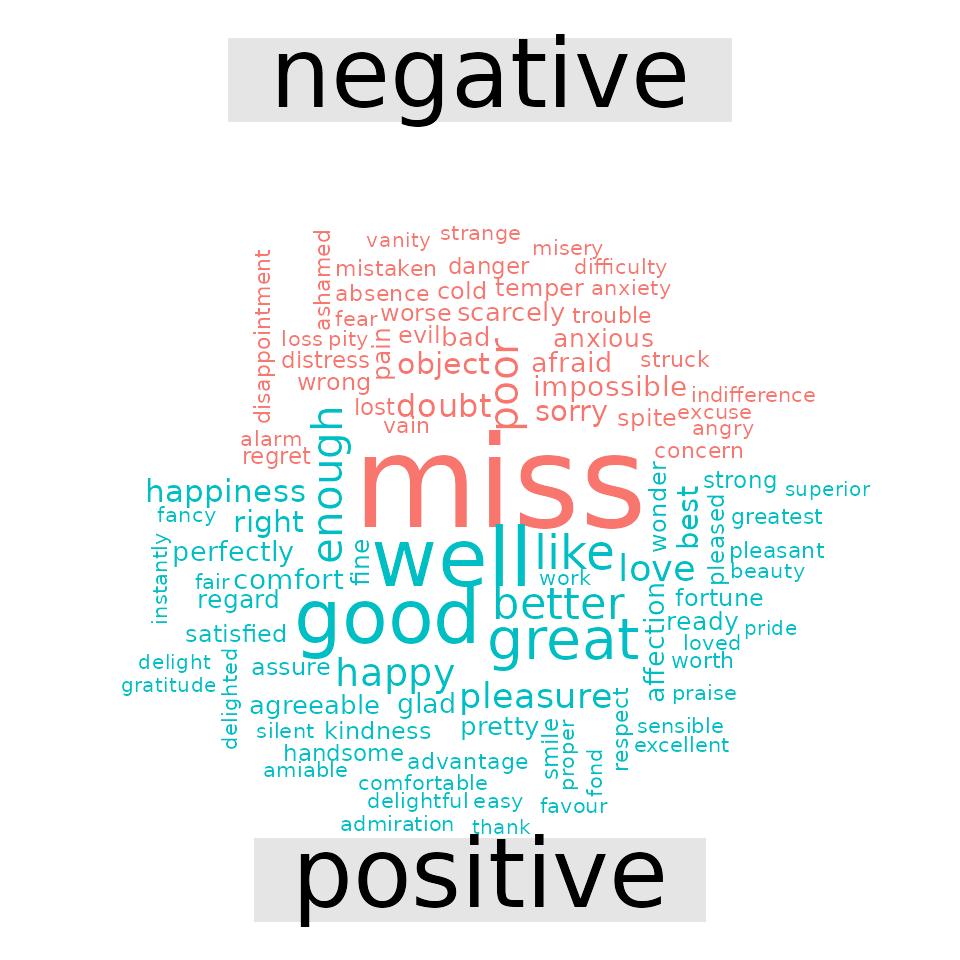 negative
vanity
strange
misery
ashamed
disappointment
mistaken
danger
difficulty
absence
cold
temper
anxiety
fear
worse
scarcely
trouble
loss
pity
pain
evil
bad
anxious
distress
object
poor
afraid
struck
wrong
impossible
indifference
lost
doubt
sorry
spite
excuse
vain
angry
alarm
regret
concern
miss
enough
happiness
wonder
best
strong
superior
fancy
right
pleased
greatest
instantly
perfectly
fine
well
like
pleasant
fair
comfort
work
love
beauty
regard
good
better
affection
fortune
satisfied
great
ready
pride
loved
delight
delighted
assure
happy
worth
gratitude
agreeable
glad
pleasure
praise
silent
kindness
pretty
smile
proper
respect
sensible
handsome
advantage
fond
excellent
amiable
comfortable
delightful
easy
favour
admiration
thank
positive